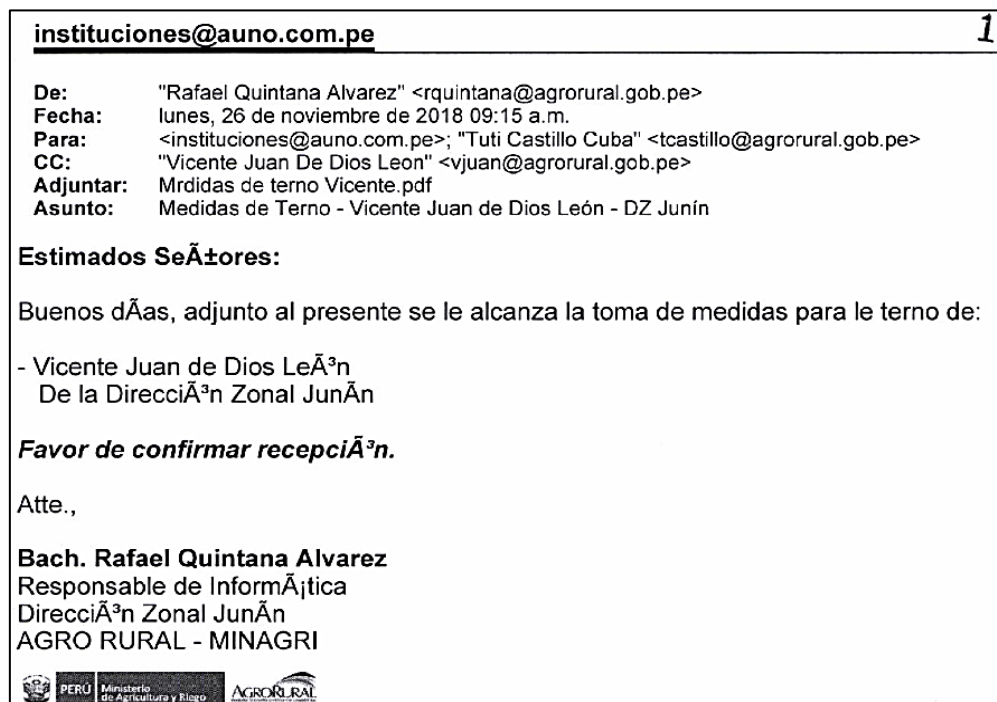 instituciones@auno.com.pe 1
De: "Rafael Quintana Alvarez" <rquintana@agrorural.gob.pe>
Fecha: lunes, 26 de noviembre de 2018 09:15 a.m.
Para: <instituciones@auno.com.pe>; "Tuti Castillo Cuba" <tcastillo@agrorural.gob.pe>
CC: "Vicente Juan De Dios Leon" <vjuan@agrorural.gob.pe>
Adjuntar: Mrdidas de terno Vicente.pdf
Asunto: Medidas de Terno - Vicente Juan de Dios León - DZ Junín
Estimados SeÃ±ores:
Buenos dÃas, adjunto al presente se le alcanza la toma de medidas para le terno de:
- Vicente Juan de Dios LeÃ³n
De la DirecciÃ³n Zonal JunÃn
Favor de confirmar recepciÃ³n.
Atte.,
Bach. Rafael Quintana Alvarez
Responsable de InformÃ¡tica
DirecciÃ³n Zonal JunÃn
AGRO RURAL - MINAGRI
PERÚ Ministerio de Agricultura y Riego AGRORURAL